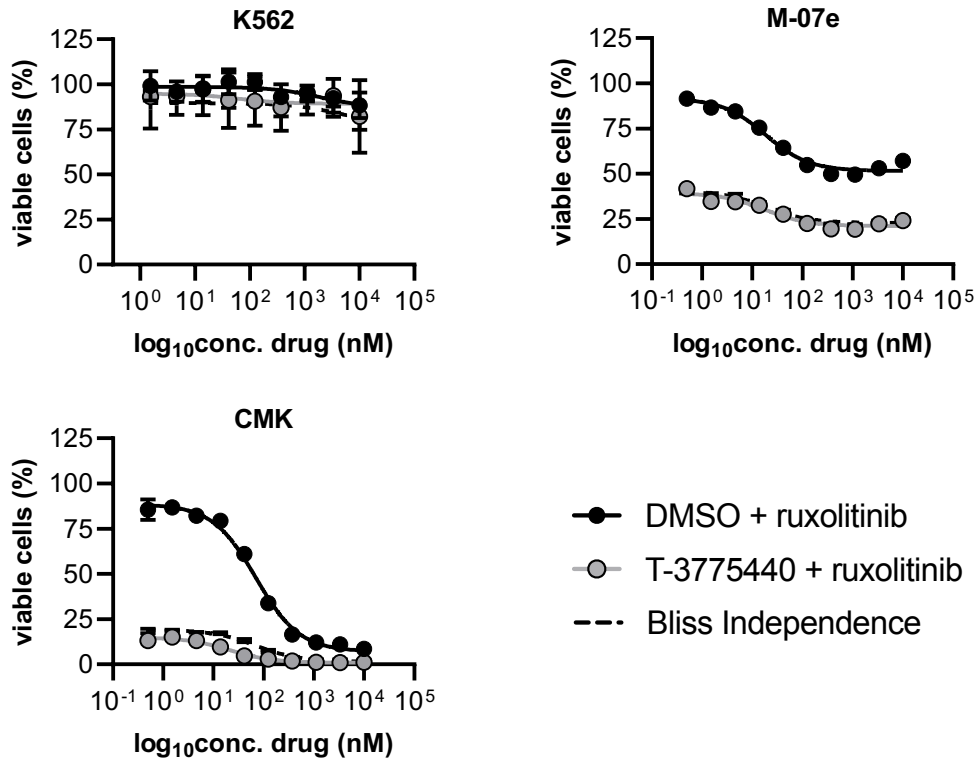 K562
125
100
75
50
25
0
viable cells (%)
10⁰ 10¹ 10² 10³ 10⁴ 10⁵
log₁₀conc. drug (nM)
M-07e
125
100
75
50
25
0
viable cells (%)
10⁻¹ 10⁰ 10¹ 10² 10³ 10⁴ 10⁵
log₁₀conc. drug (nM)
CMK
125
100
75
50
25
0
viable cells (%)
10⁻¹ 10⁰ 10¹ 10² 10³ 10⁴ 10⁵
log₁₀conc. drug (nM)
DMSO + ruxolitinib
T-3775440 + ruxolitinib
Bliss Independence